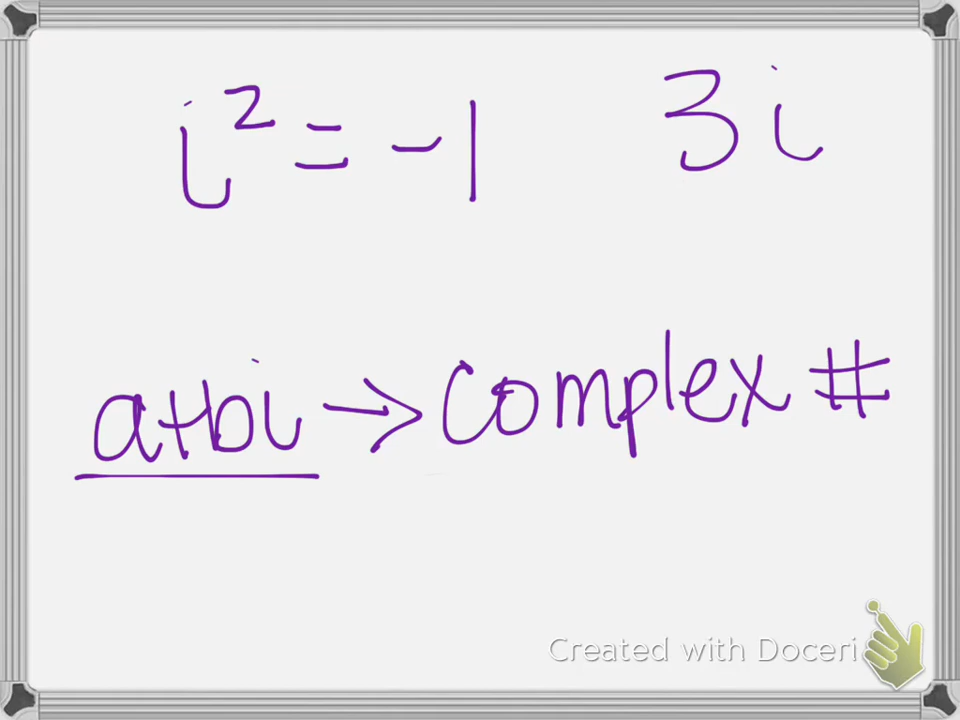 i² = -1 3i
a+bi → Complex #
Created with Doceri